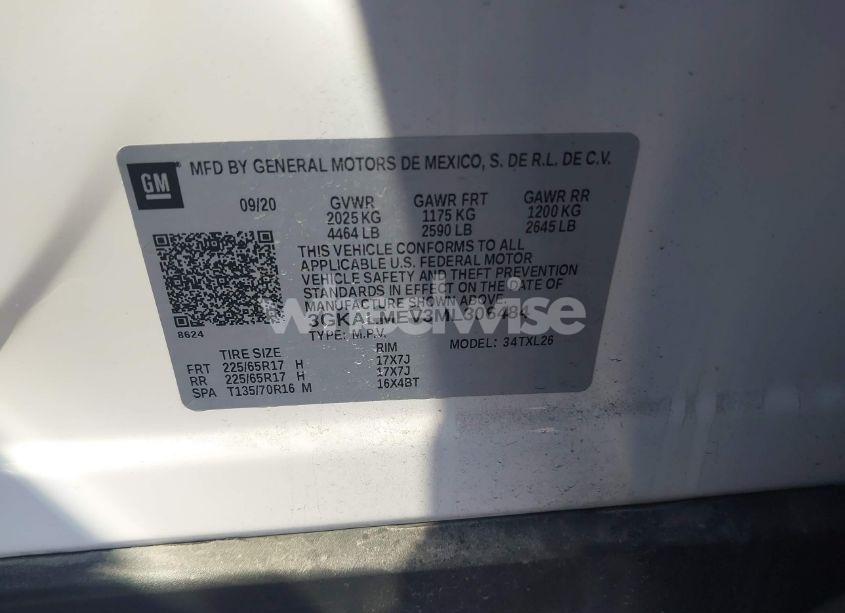 GM
MFD BY GENERAL MOTORS DE MEXICO, S. DE R.L. DE C.V.
09/20 GVWR GAWR FRT GAWR RR
2025 KG 1175 KG 1200 KG
4464 LB 2590 LB 2645 LB
THIS VEHICLE CONFORMS TO ALL
APPLICABLE U.S. FEDERAL MOTOR
VEHICLE SAFETY AND THEFT PREVENTION
STANDARDS IN EFFECT ON THE DATE OF
MANUFACTURE SHOWN ABOVE.
3GKALMEV3ML306484
8624
TYPE: M.P.V. MODEL: 34TXL26
TIRE SIZE RIM
FRT 225/65R17 H 17X7J
RR 225/65R17 H 17X7J
SPA T135/70R16 M 16X4BT